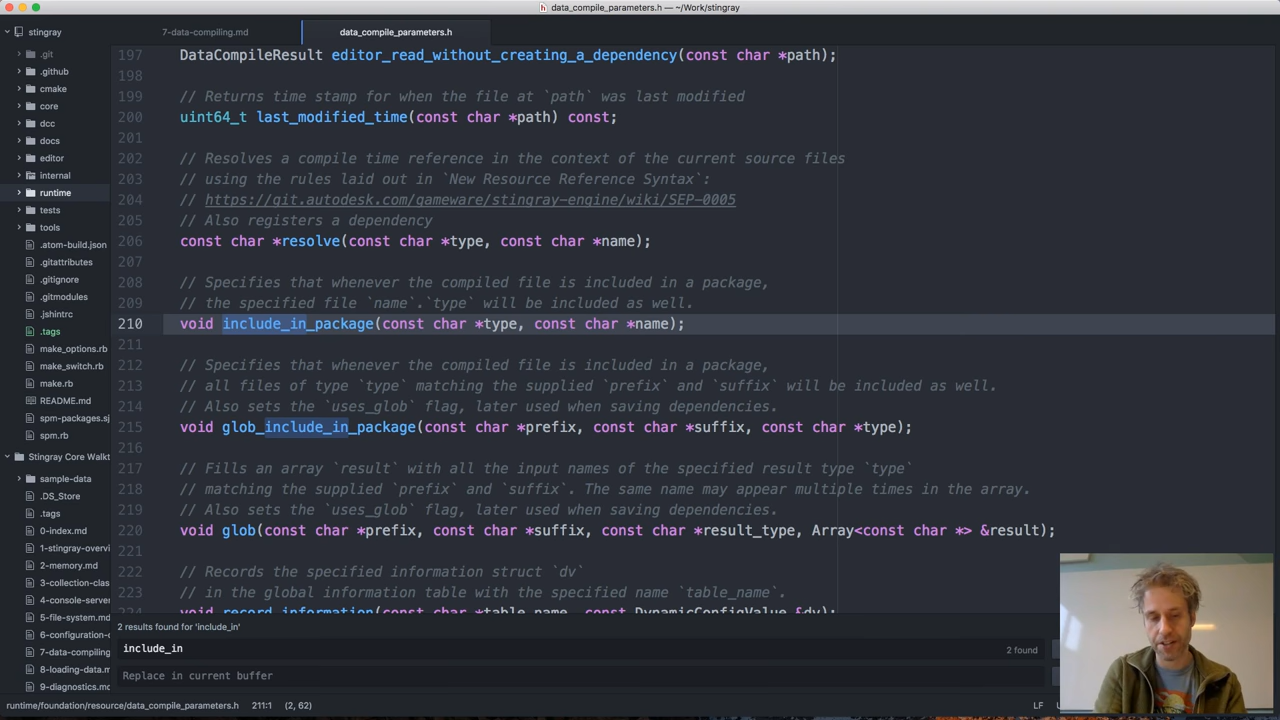 data_compile_parameters.h — ~/Work/stingray
stingray
7-data-compiling.md
data_compile_parameters.h
.git
.github
cmake
core
dcc
docs
editor
internal
runtime
tests
tools
.atom-build.json
.gitattributes
.gitignore
.gitmodules
.jshintrc
.tags
make_options.rb
make_switch.rb
make.rb
README.md
spm-packages.sj
spm.rb
Stingray Core Walkt
sample-data
.DS_Store
.tags
0-index.md
1-stingray-overvi
2-memory.md
3-collection-clas
4-console-server
5-file-system.md
6-configuration-c
7-data-compiling
8-loading-data.m
9-diagnostics.md
197 DataCompileResult editor_read_without_creating_a_dependency(const char *path);
198
199 // Returns time stamp for when the file at `path` was last modified
200 uint64_t last_modified_time(const char *path) const;
201
202 // Resolves a compile time reference in the context of the current source files
203 // using the rules laid out in `New Resource Reference Syntax`:
204 // https://git.autodesk.com/gameware/stingray-engine/wiki/SEP-0005
205 // Also registers a dependency
206 const char *resolve(const char *type, const char *name);
207
208 // Specifies that whenever the compiled file is included in a package,
209 // the specified file `name`.`type` will be included as well.
210 void include_in_package(const char *type, const char *name);
211
212 // Specifies that whenever the compiled file is included in a package,
213 // all files of type `type` matching the supplied `prefix` and `suffix` will be included as well.
214 // Also sets the `uses_glob` flag, later used when saving dependencies.
215 void glob_include_in_package(const char *prefix, const char *suffix, const char *type);
216
217 // Fills an array `result` with all the input names of the specified result type `type`
218 // matching the supplied `prefix` and `suffix`. The same name may appear multiple times in the array.
219 // Also sets the `uses_glob` flag, later used when saving dependencies.
220 void glob(const char *prefix, const char *suffix, const char *result_type, Array<const char *> &result);
221
222 // Records the specified information struct `dv`
223 // in the global information table with the specified name `table_name`.
224 void record_information(const char *table_name, const DynamicConfigValue &dv);
2 results found for 'include_in'
include_in 2 found
Replace in current buffer
runtime/foundation/resource/data_compile_parameters.h 211:1 (2, 62) LF